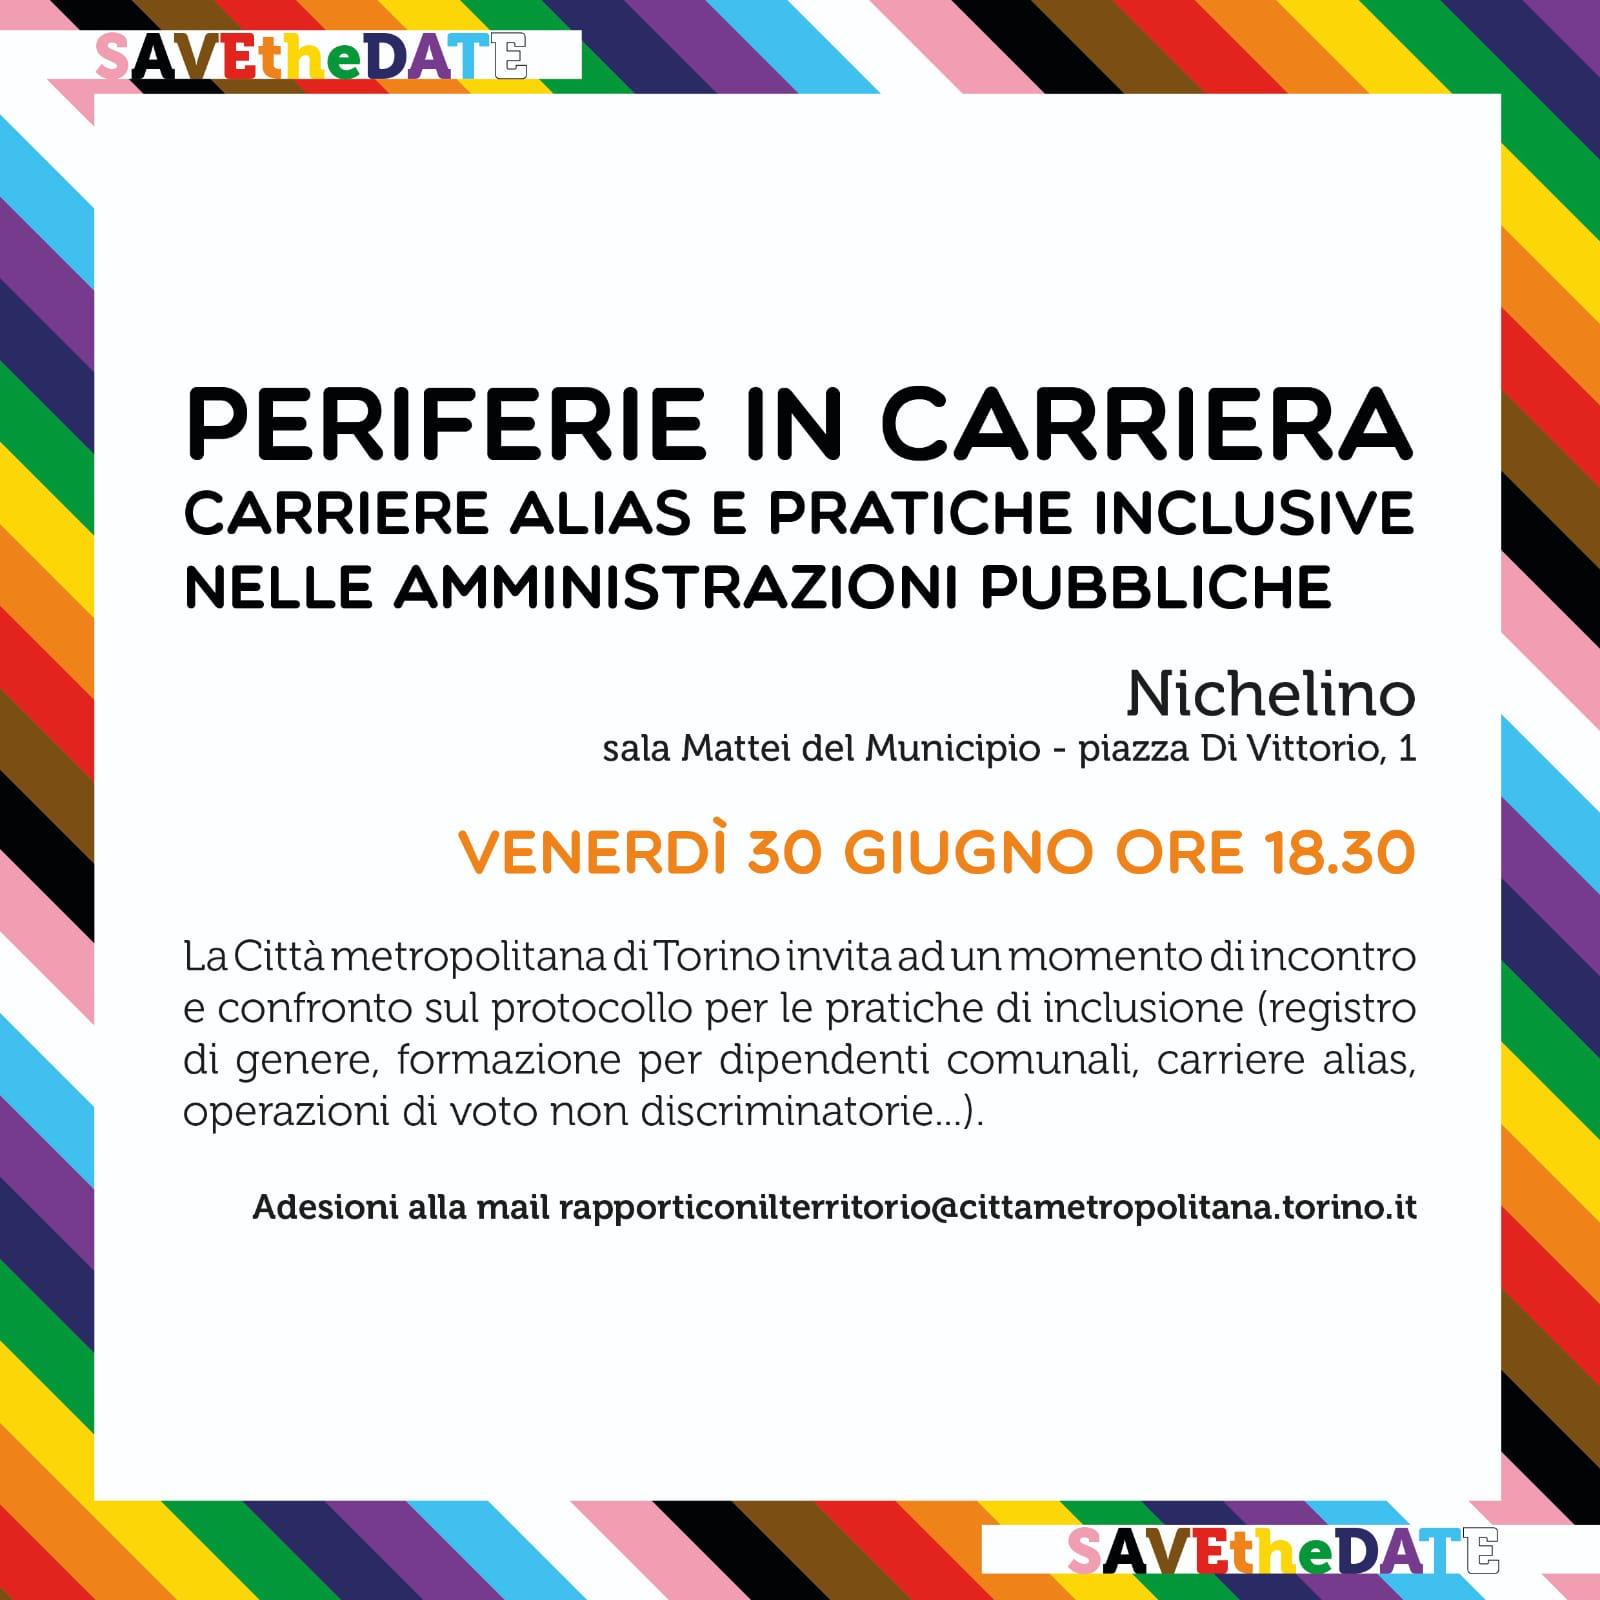 SAVEtheDATE
PERIFERIE IN CARRIERA
CARRIERE ALIAS E PRATICHE INCLUSIVE
NELLE AMMINISTRAZIONI PUBBLICHE
Nichelino
sala Mattei del Municipio - piazza Di Vittorio, 1
VENERDÌ 30 GIUGNO ORE 18.30
La Città metropolitana di Torino invita ad un momento di incontro
e confronto sul protocollo per le pratiche di inclusione (registro
di genere, formazione per dipendenti comunali, carriere alias,
operazioni di voto non discriminatorie...).
Adesioni alla mail rapporticonilterritorio@cittametropolitana.torino.it
SAVEtheDATE